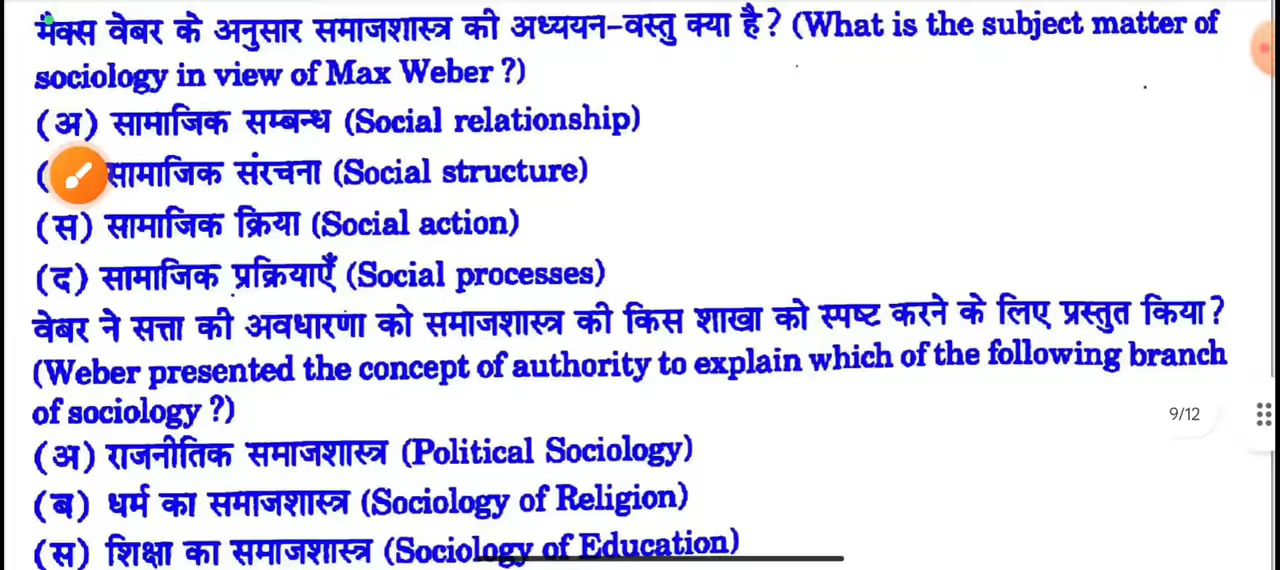 मैक्स वेबर के अनुसार समाजशास्त्र की अध्ययन-वस्तु क्या है? (What is the subject matter of
sociology in view of Max Weber ?)
(अ) सामाजिक सम्बन्ध (Social relationship)
( सामाजिक संरचना (Social structure)
(स) सामाजिक क्रिया (Social action)
(द) सामाजिक प्रक्रियाएँ (Social processes)
वेबर ने सत्ता की अवधारणा को समाजशास्त्र की किस शाखा को स्पष्ट करने के लिए प्रस्तुत किया?
(Weber presented the concept of authority to explain which of the following branch
of sociology ?)
9/12
(अ) राजनीतिक समाजशास्त्र (Political Sociology)
(ब) धर्म का समाजशास्त्र (Sociology of Religion)
(स) शिक्षा का समाजशास्त्र (Sociology of Education)